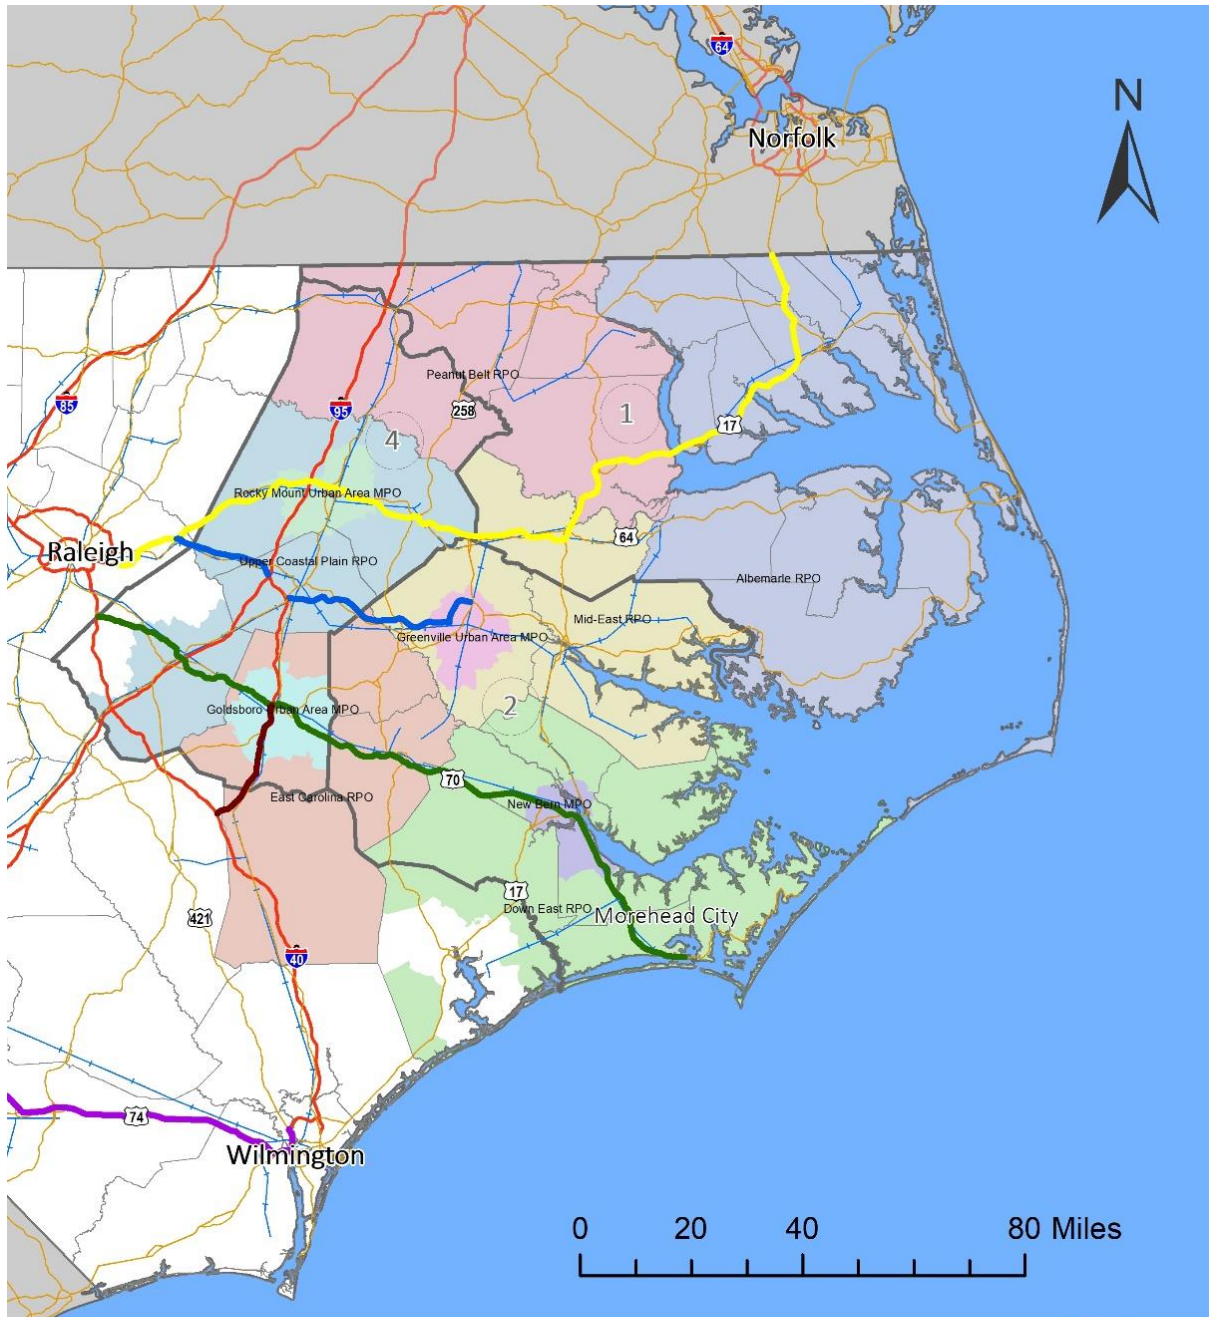 64
N
Norfolk
Peanut Belt RPO
85
95
258
1
17
4
Rocky Mount Urban Area MPO
64
Raleigh
Upper Coastal Plain RPO
Albemarle RPO
Mid-East RPO
Greenville Urban Area MPO
Goldsboro Urban Area MPO
2
70
East Carolina RPO
New Bern MPO
17
Down East RPO
Morehead City
421
40
74
Wilmington
0 20 40 80 Miles